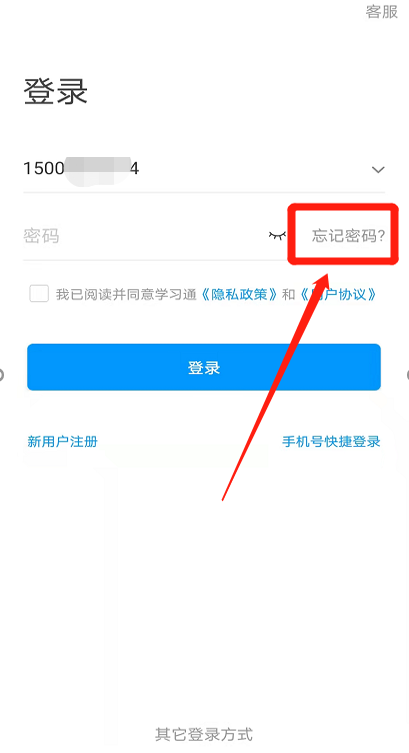 客服
登录
1500 4
密码 忘记密码?
我已阅读并同意学习通《隐私政策》和《用户协议》
登录
新用户注册 手机号快捷登录
其它登录方式